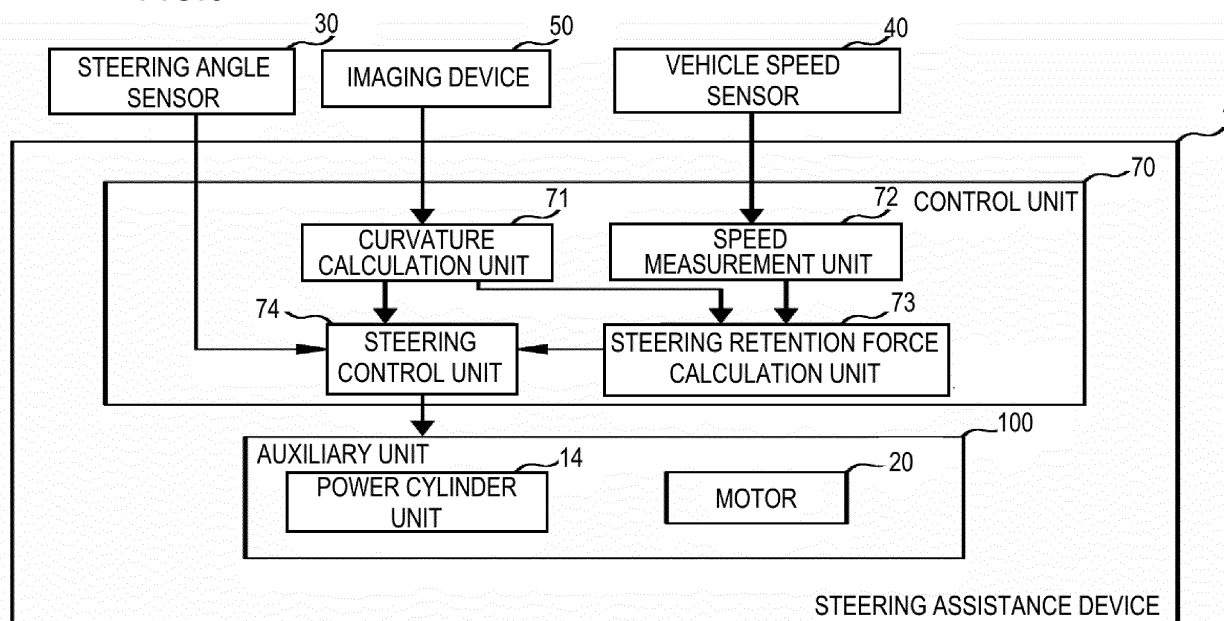 30
50
40
STEERING ANGLE
SENSOR
IMAGING DEVICE
VEHICLE SPEED
SENSOR
70
CONTROL UNIT
71
72
CURVATURE
CALCULATION UNIT
SPEED
MEASUREMENT UNIT
74
73
STEERING
CONTROL UNIT
STEERING RETENTION FORCE
CALCULATION UNIT
100
AUXILIARY UNIT
14
20
POWER CYLINDER
UNIT
MOTOR
STEERING ASSISTANCE DEVICE